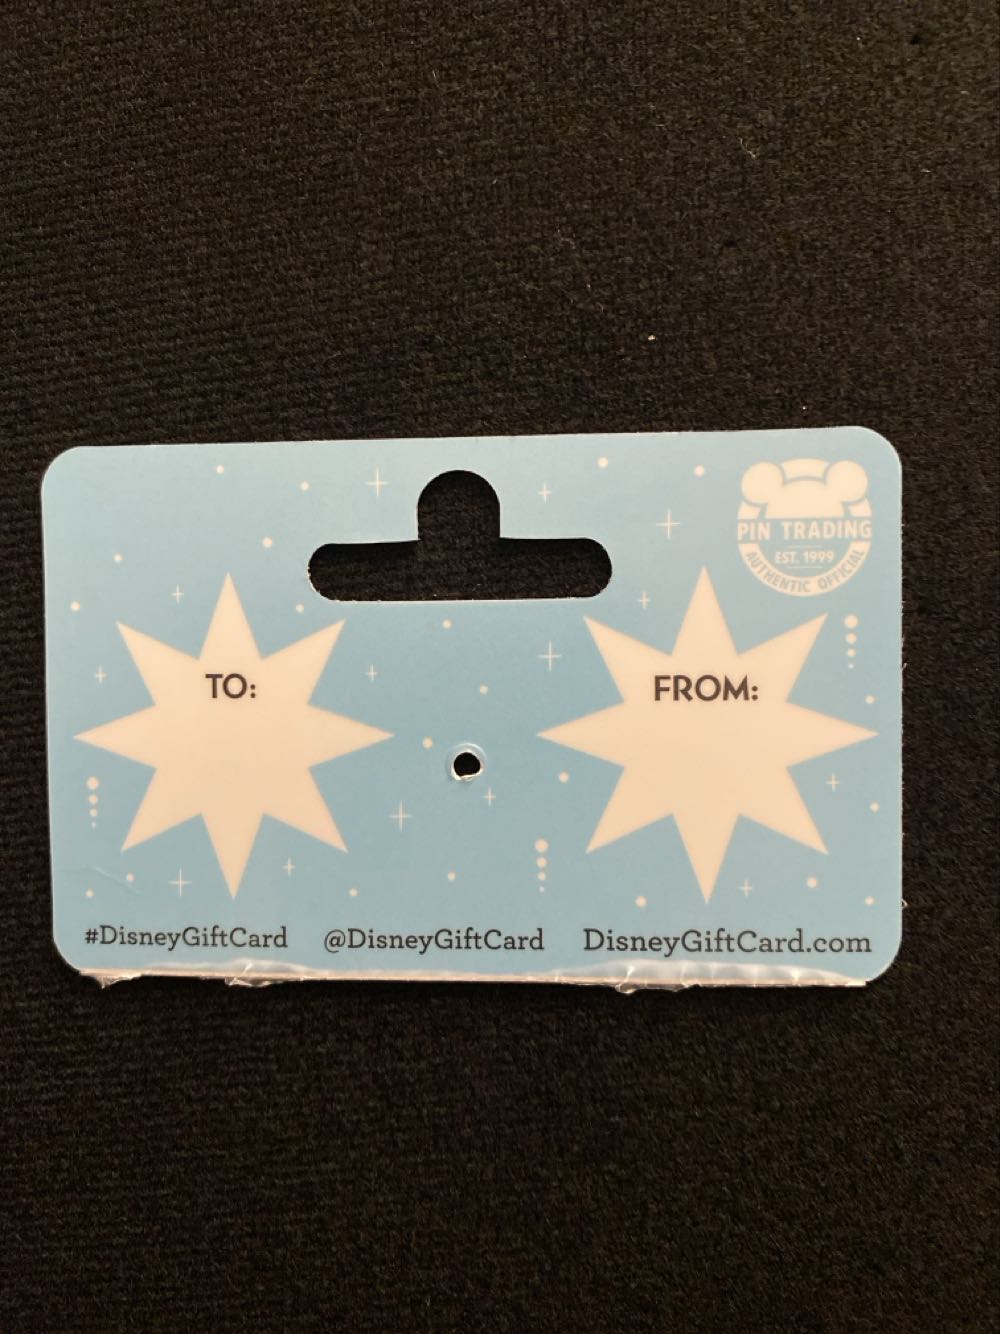 PIN TRADING
EST. 1999
AUTHENTIC OFFICIAL
TO:
FROM:
#DisneyGiftCard
@DisneyGiftCard
DisneyGiftCard.com